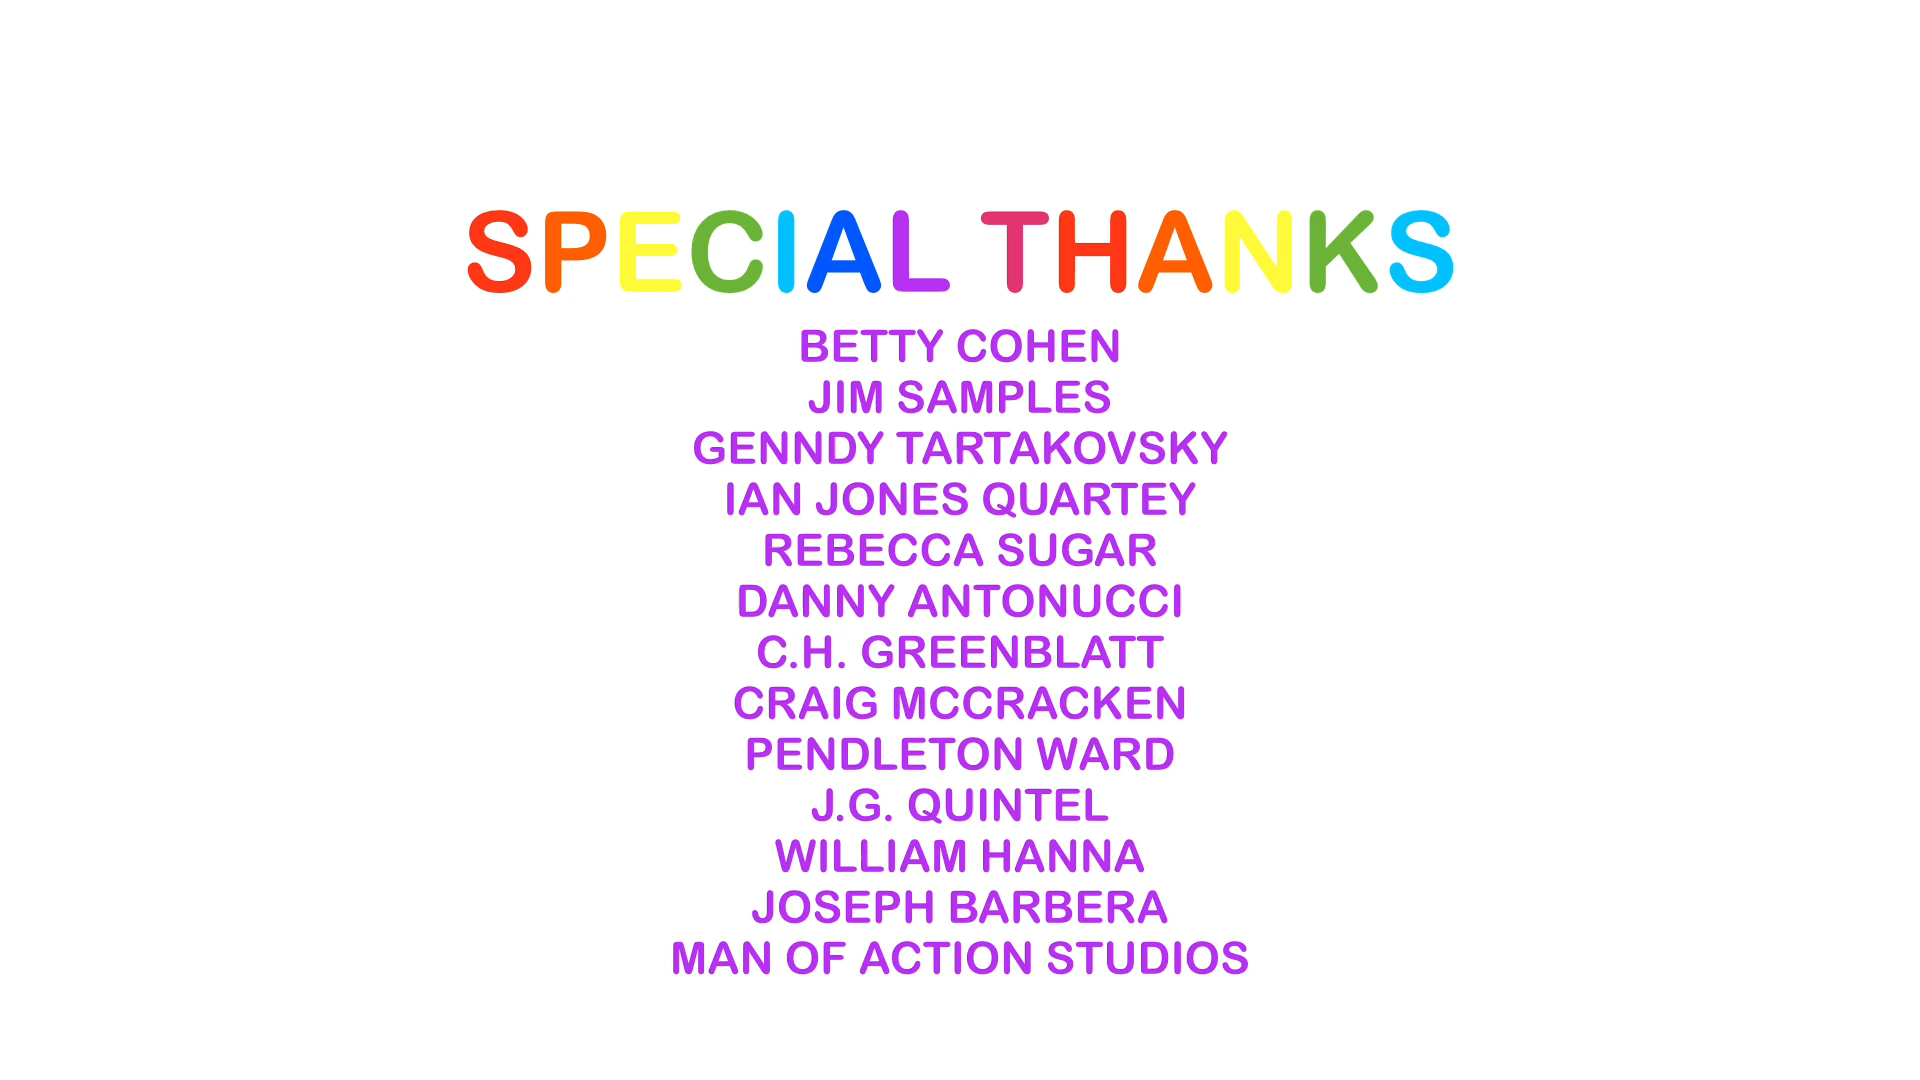 SPECIAL THANKS
BETTY COHEN
JIM SAMPLES
GENNDY TARTAKOVSKY
IAN JONES QUARTEY
REBECCA SUGAR
DANNY ANTONUCCI
C.H. GREENBLATT
CRAIG MCCRACKEN
PENDLETON WARD
J.G. QUINTEL
WILLIAM HANNA
JOSEPH BARBERA
MAN OF ACTION STUDIOS